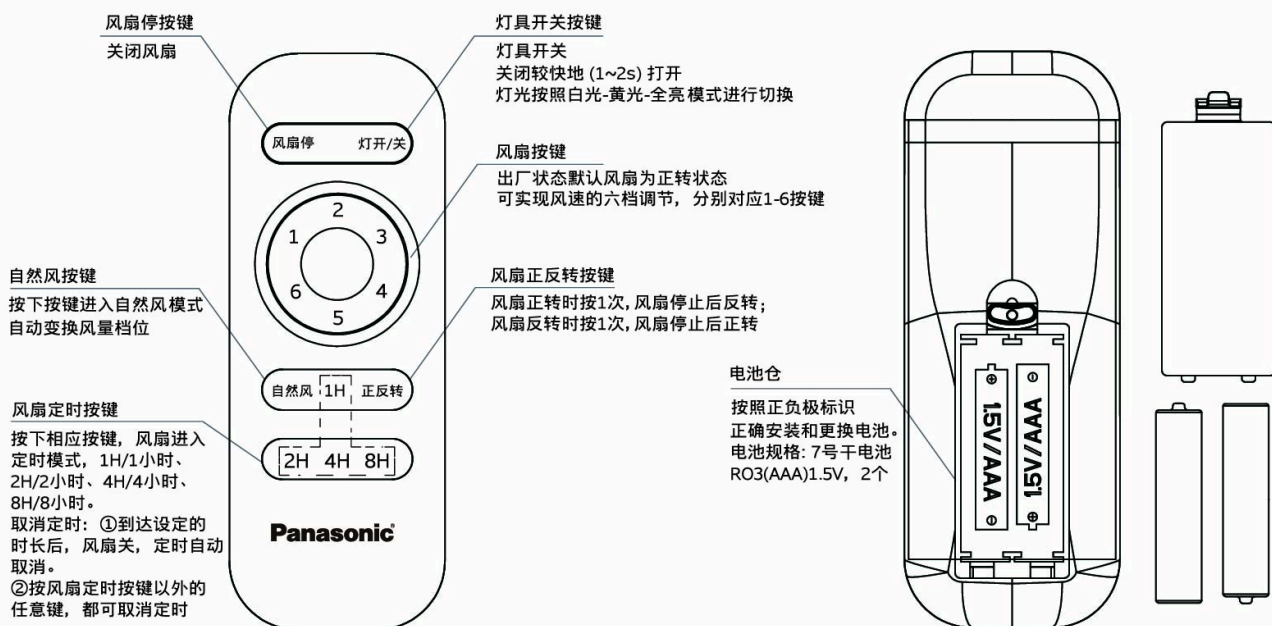 风扇停按键
关闭风扇
灯具开关按键
灯具开关
关闭较快地 (1~2s) 打开
灯光按照白光-黄光-全亮模式进行切换
风扇停 灯开/关
风扇按键
出厂状态默认风扇为正转状态
可实现风速的六档调节，分别对应1-6按键
2
1 3
6 4
5
自然风按键
按下按键进入自然风模式
自动变换风量档位
风扇正反转按键
风扇正转时按1次, 风扇停止后反转；
风扇反转时按1次, 风扇停止后正转
自然风 1H 正反转
2H 4H 8H
Panasonic
风扇定时按键
按下相应按键，风扇进入
定时模式，1H/1小时、
2H/2小时、4H/4小时、
8H/8小时。
取消定时：①到达设定的
时长后，风扇关，定时自动
取消。
②按风扇定时按键以外的
任意键，都可取消定时
电池仓
按照正负极标识
正确安装和更换电池。
电池规格: 7号干电池
RO3(AAA)1.5V，2个
⊕ 1.5V/AAA ⊖
⊖ 1.5V/AAA ⊕